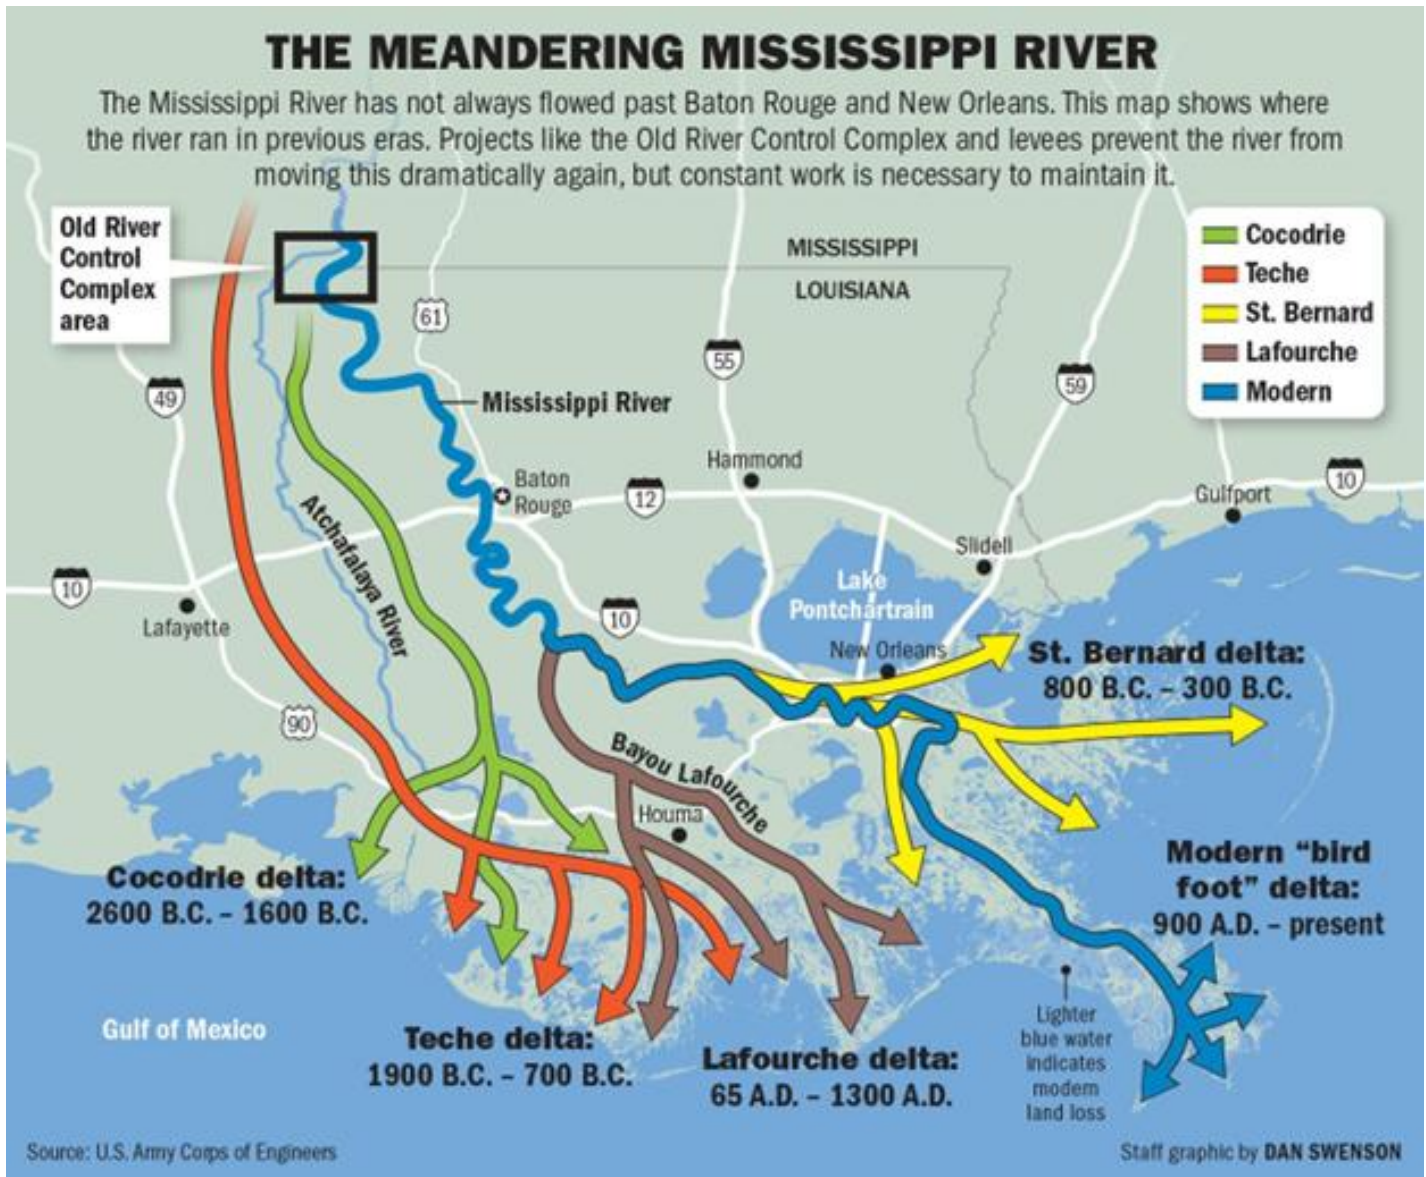 THE MEANDERING MISSISSIPPI RIVER
The Mississippi River has not always flowed past Baton Rouge and New Orleans. This map shows where
the river ran in previous eras. Projects like the Old River Control Complex and levees prevent the river from
moving this dramatically again, but constant work is necessary to maintain it.
Old River
Control
Complex
area
MISSISSIPPI
LOUISIANA
Cocodrie
Teche
St. Bernard
Lafourche
Modern
61
55
59
49
Mississippi River
Hammond
Baton
Rouge
12
Gulfport
10
Atchafalaya River
Slidell
Lake
Pontchartrain
10
Lafayette
10
New Orleans
St. Bernard delta:
800 B.C. – 300 B.C.
90
Bayou Lafourche
Houma
Cocodrie delta:
2600 B.C. – 1600 B.C.
Modern “bird
foot” delta:
900 A.D. – present
Gulf of Mexico
Teche delta:
1900 B.C. – 700 B.C.
Lafourche delta:
65 A.D. – 1300 A.D.
Lighter
blue water
indicates
modern
land loss
Source: U.S. Army Corps of Engineers
Staff graphic by DAN SWENSON